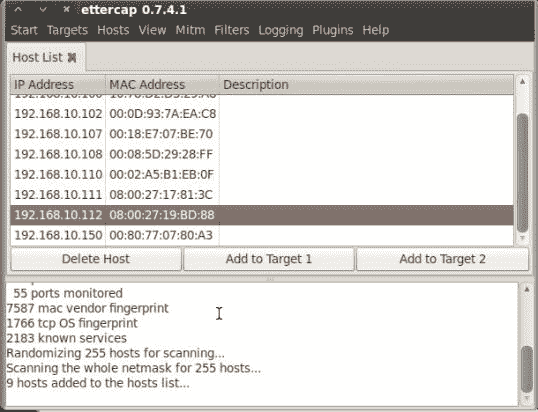 ettercap 0.7.4.1
Start Targets Hosts View Mitm Filters Logging Plugins Help
Host List
IP Address MAC Address Description
192.168.10.102 00:0D:93:7A:EA:C8
192.168.10.107 00:18:E7:07:BE:70
192.168.10.108 00:08:5D:29:28:FF
192.168.10.110 00:02:A5:B1:EB:0F
192.168.10.111 08:00:27:17:81:3C
192.168.10.112 08:00:27:19:BD:88
192.168.10.150 00:80:77:07:80:A3
Delete Host Add to Target 1 Add to Target 2
55 ports monitored
7587 mac vendor fingerprint
1766 tcp OS fingerprint
2183 known services
Randomizing 255 hosts for scanning...
Scanning the whole netmask for 255 hosts...
9 hosts added to the hosts list...